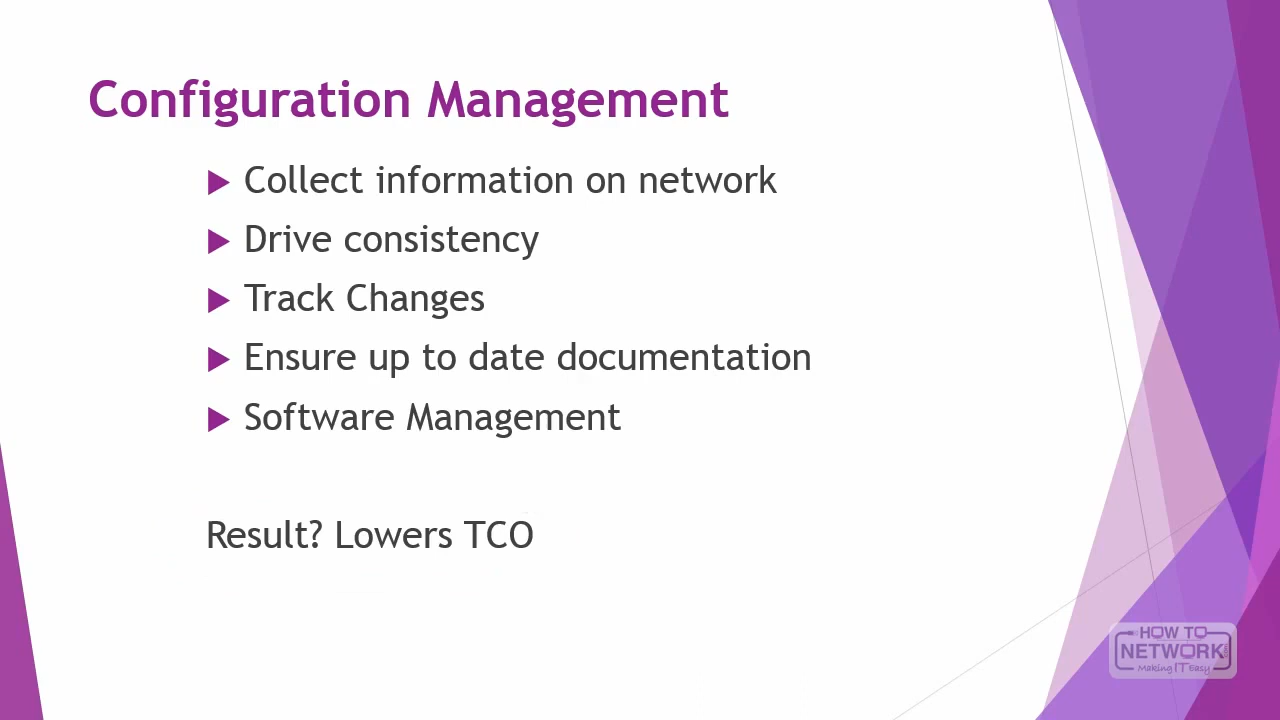 Configuration Management
Collect information on network
Drive consistency
Track Changes
Ensure up to date documentation
Software Management
Result? Lowers TCO
HOW TO
NETWORK
Making IT Easy